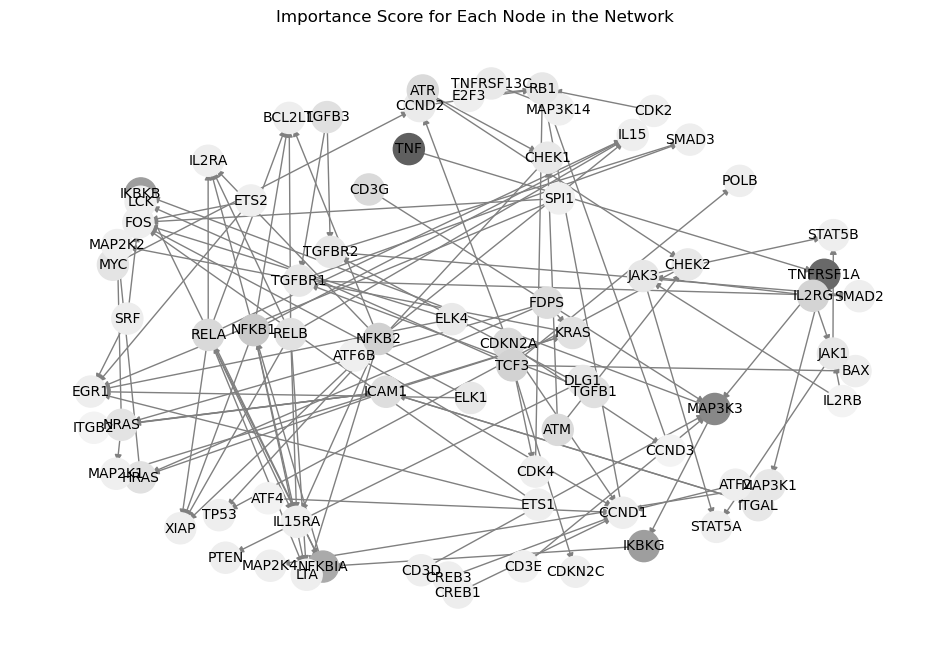 Importance Score for Each Node in the Network
TNFRSF13C
RB1
ATR
E2F3
CCND2
MAP3K14
CDK2
BCL2L1
TGFB3
IL15
SMAD3
TNF
CHEK1
IL2RA
POLB
CD3G
IKBKB
LCK
ETS2
SPI1
FOS
STAT5B
MAP2K2
TGFBR2
MYC
CHEK2
TNFRSF1A
JAK3
TGFBR1
IL2RG
SMAD2
FDPS
SRF
ELK4
NFKB1
RELA
RELB
KRAS
NFKB2
CDKN2A
ATF6B
JAK1
TCF3
BAX
DLG1
EGR1
ICAM1
TGFB1
ELK1
IL2RB
MAP3K3
NRAS
ITGB2
ATM
CCND3
CDK4
MAP2K1
HRAS
ATF2
MAP3K1
ATF4
ETS1
ITGAL
TP53
IL15RA
CCND1
XIAP
STAT5A
IKBKG
PTEN
MAP2K4
NFKBIA
LTA
CD3D
CD3E
CREB3
CDKN2C
CREB1